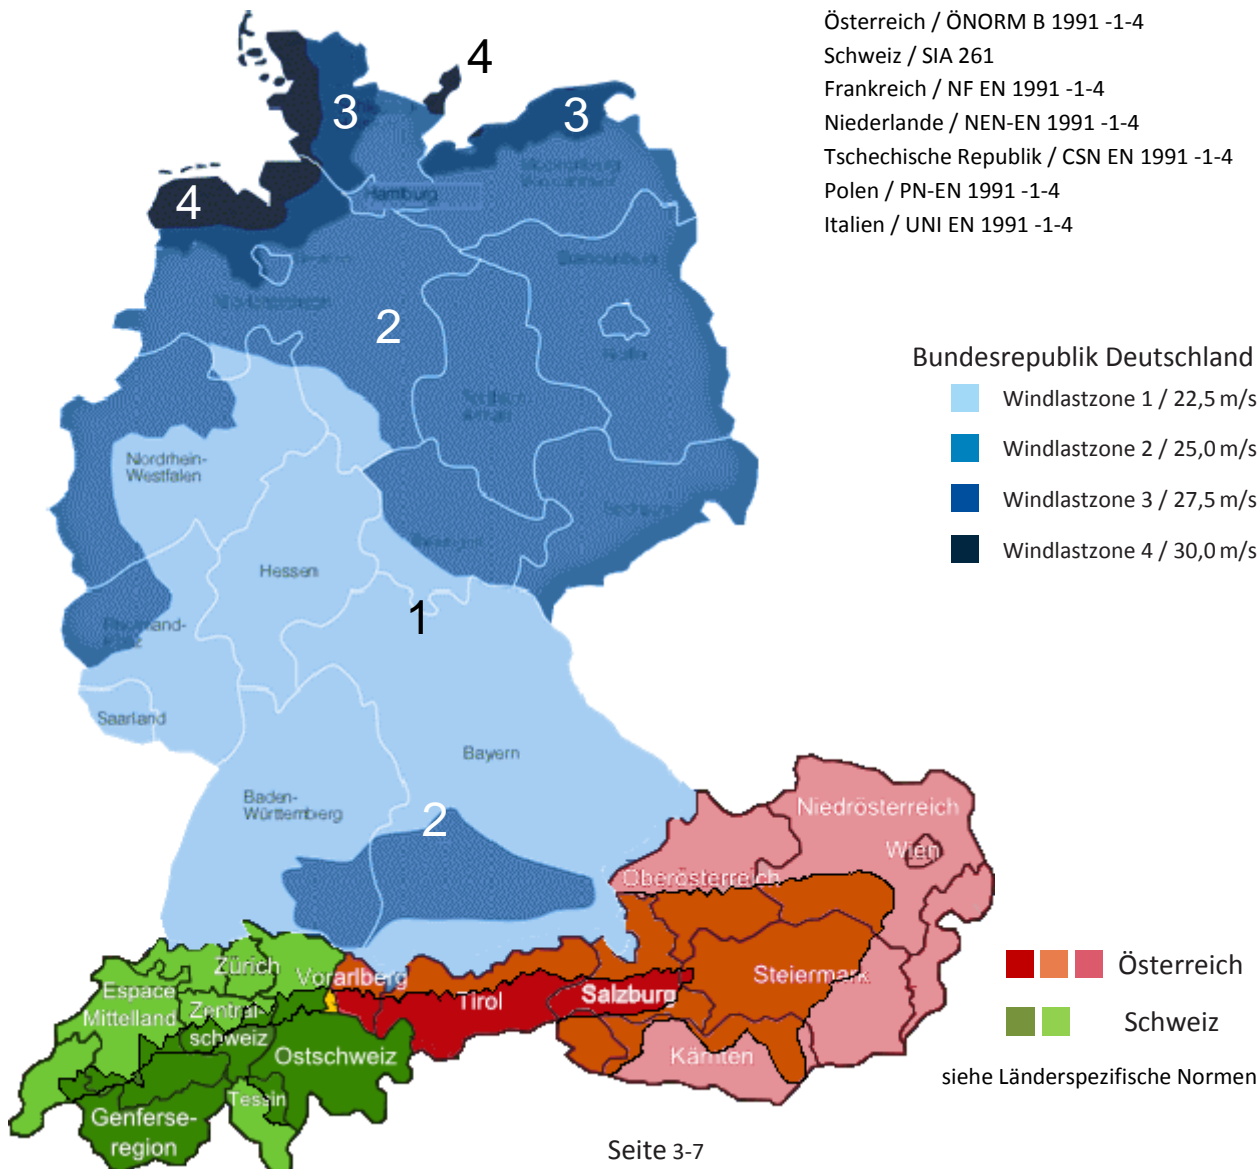 Österreich / ÖNORM B 1991 -1-4
Schweiz / SIA 261
Frankreich / NF EN 1991 -1-4
Niederlande / NEN-EN 1991 -1-4
Tschechische Republik / CSN EN 1991 -1-4
Polen / PN-EN 1991 -1-4
Italien / UNI EN 1991 -1-4
4
3
3
4
Hamburg
2
Bundesrepublik Deutschland
Windlastzone 1 / 22,5 m/s
Windlastzone 2 / 25,0 m/s
Windlastzone 3 / 27,5 m/s
Windlastzone 4 / 30,0 m/s
Nordrhein-
Westfalen
Hessen
1
Saarland
Bayern
Baden-
Württemberg
2
Niedrösterreich
Wien
Oberösterreich
Zürich
Vorarlberg
Espace
Mittelland
Zentral-
schweiz
Tirol
Salzburg
Steiermark
Ostschweiz
Kärnten
Tessin
Genferse-
region
Österreich
Schweiz
siehe Länderspezifische Normen
Seite 3-7